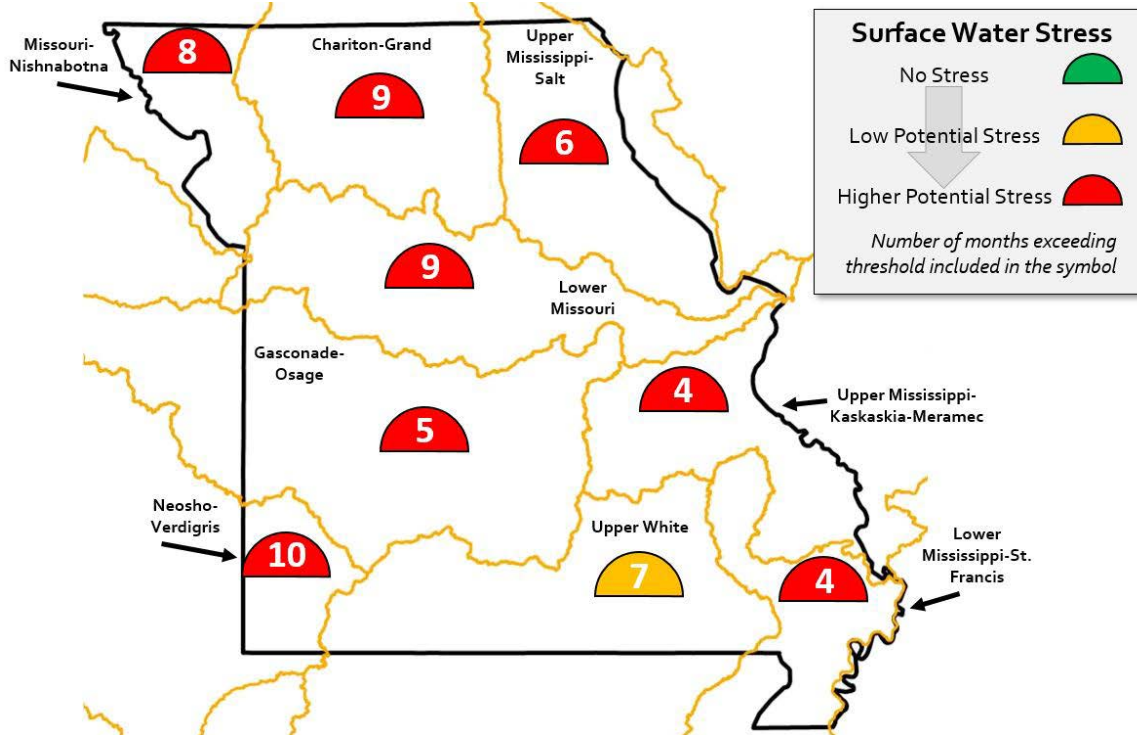 Missouri-
Nishnabotna
8
Chariton-Grand
9
Upper
Mississippi-
Salt
6
Surface Water Stress
No Stress
Low Potential Stress
Higher Potential Stress
Number of months exceeding
threshold included in the symbol
9
Lower
Missouri
Gasconade-
Osage
5
4
Upper Mississippi-
Kaskaskia-Meramec
Neosho-
Verdigris
10
Upper White
7
4
Lower
Mississippi-St.
Francis